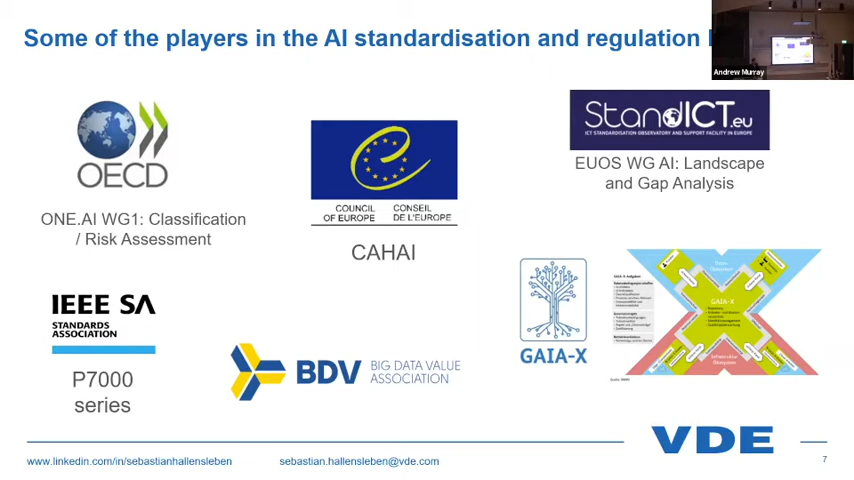 Some of the players in the AI standardisation and regulation
Andrew Murray
OECD
ONE.AI WG1: Classification
/ Risk Assessment
COUNCIL CONSEIL
OF EUROPE DE L'EUROPE
CAHAI
StandICT.eu
ICT STANDARDISATION OBSERVATORY AND SUPPORT FACILITY IN EUROPE
EUOS WG AI: Landscape
and Gap Analysis
IEEE SA
STANDARDS
ASSOCIATION
P7000
series
BDV BIG DATA VALUE
ASSOCIATION
GAIA-X
GAIA-X
VDE
www.linkedin.com/in/sebastianhallensleben sebastian.hallensleben@vde.com
7